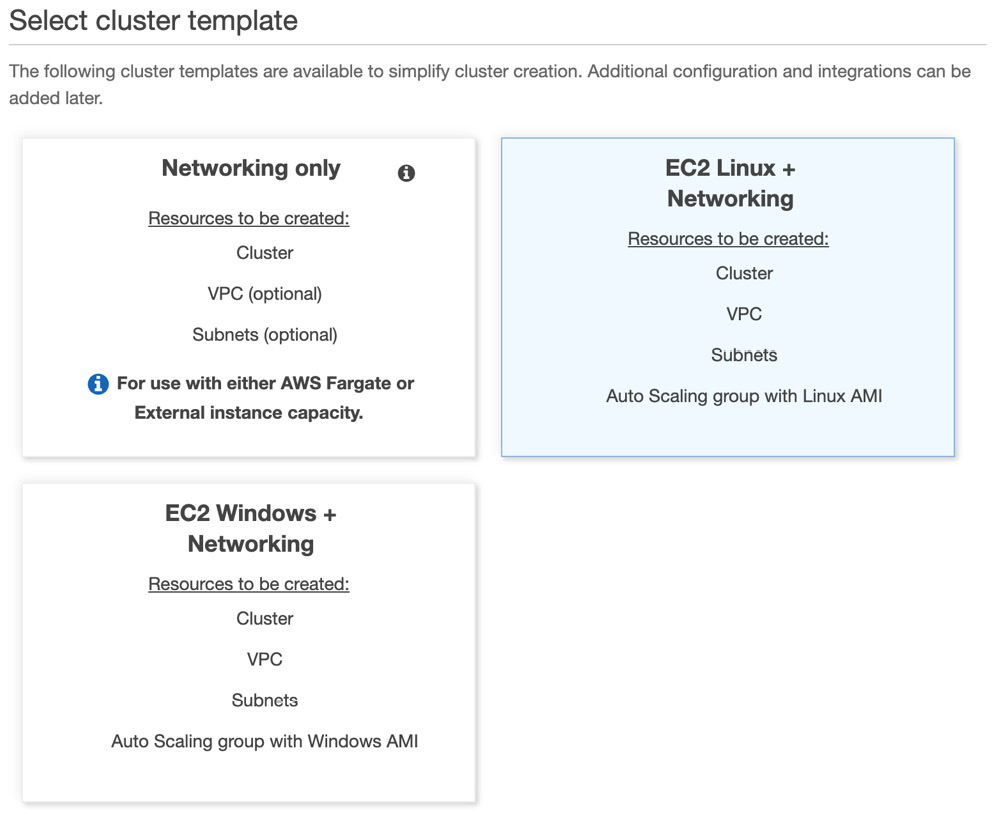 Select cluster template
The following cluster templates are available to simplify cluster creation. Additional configuration and integrations can be
added later.
Networking only
Resources to be created:
Cluster
VPC (optional)
Subnets (optional)
For use with either AWS Fargate or
External instance capacity.
EC2 Linux +
Networking
Resources to be created:
Cluster
VPC
Subnets
Auto Scaling group with Linux AMI
EC2 Windows +
Networking
Resources to be created:
Cluster
VPC
Subnets
Auto Scaling group with Windows AMI